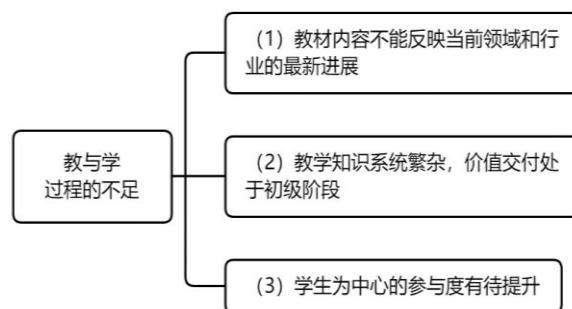 教与学
过程的不足
（1）教材内容不能反映当前领域和行
业的最新进展
（2）教学知识系统繁杂，价值交付处
于初级阶段
（3）学生为中心的参与度有待提升